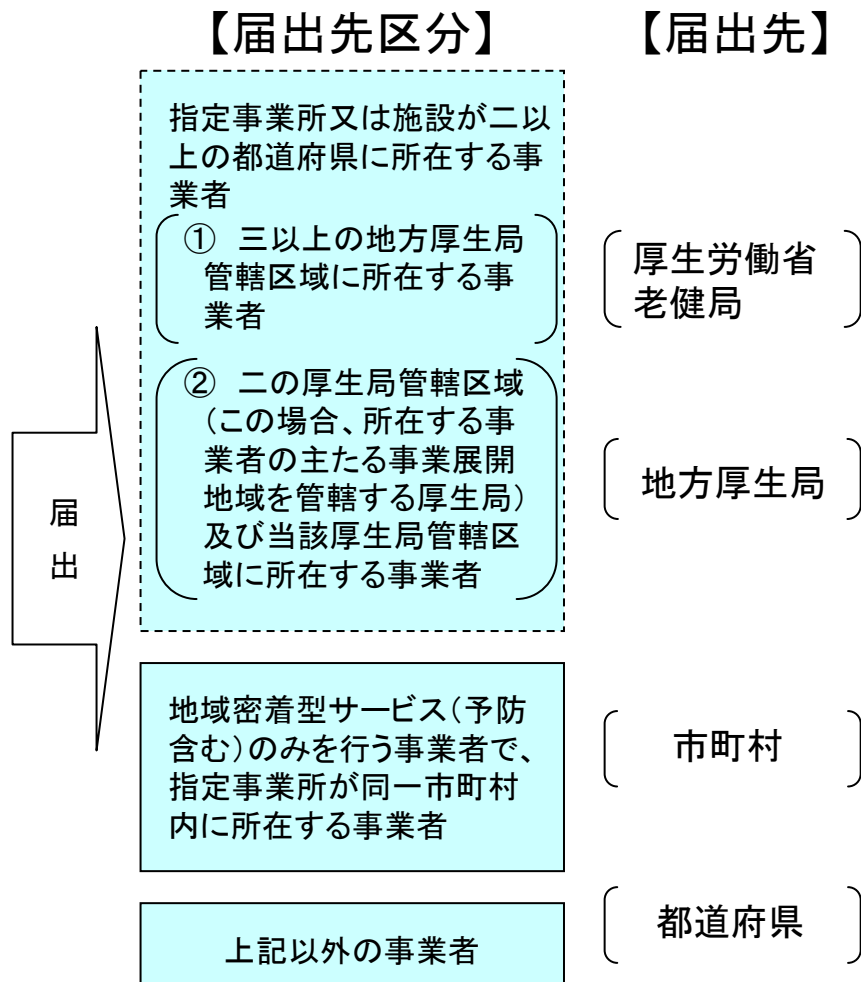 【届出先区分】
【届出先】
指定事業所又は施設が二以
上の都道府県に所在する事
業者
① 三以上の地方厚生局
管轄区域に所在する事
業者
厚生労働省
老健局
② 二の厚生局管轄区域
(この場合、所在する事
業者の主たる事業展開
地域を管轄する厚生局)
及び当該厚生局管轄区
域に所在する事業者
地方厚生局
届
出
地域密着型サービス(予防
含む)のみを行う事業者で、
指定事業所が同一市町村
内に所在する事業者
市町村
上記以外の事業者
都道府県